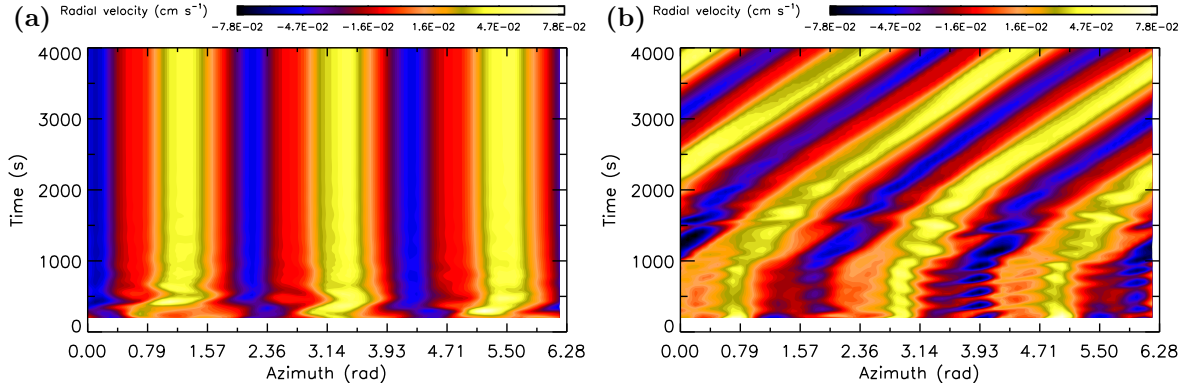 (a) Radial velocity (cm s⁻¹)
−7.8E−02 −4.7E−02 −1.6E−02 1.6E−02 4.7E−02 7.8E−02
4000
3000
2000
1000
0
Time (s)
0.00 0.79 1.57 2.36 3.14 3.93 4.71 5.50 6.28
Azimuth (rad)
(b) Radial velocity (cm s⁻¹)
−7.8E−02 −4.7E−02 −1.6E−02 1.6E−02 4.7E−02 7.8E−02
4000
3000
2000
1000
0
Time (s)
0.00 0.79 1.57 2.36 3.14 3.93 4.71 5.50 6.28
Azimuth (rad)